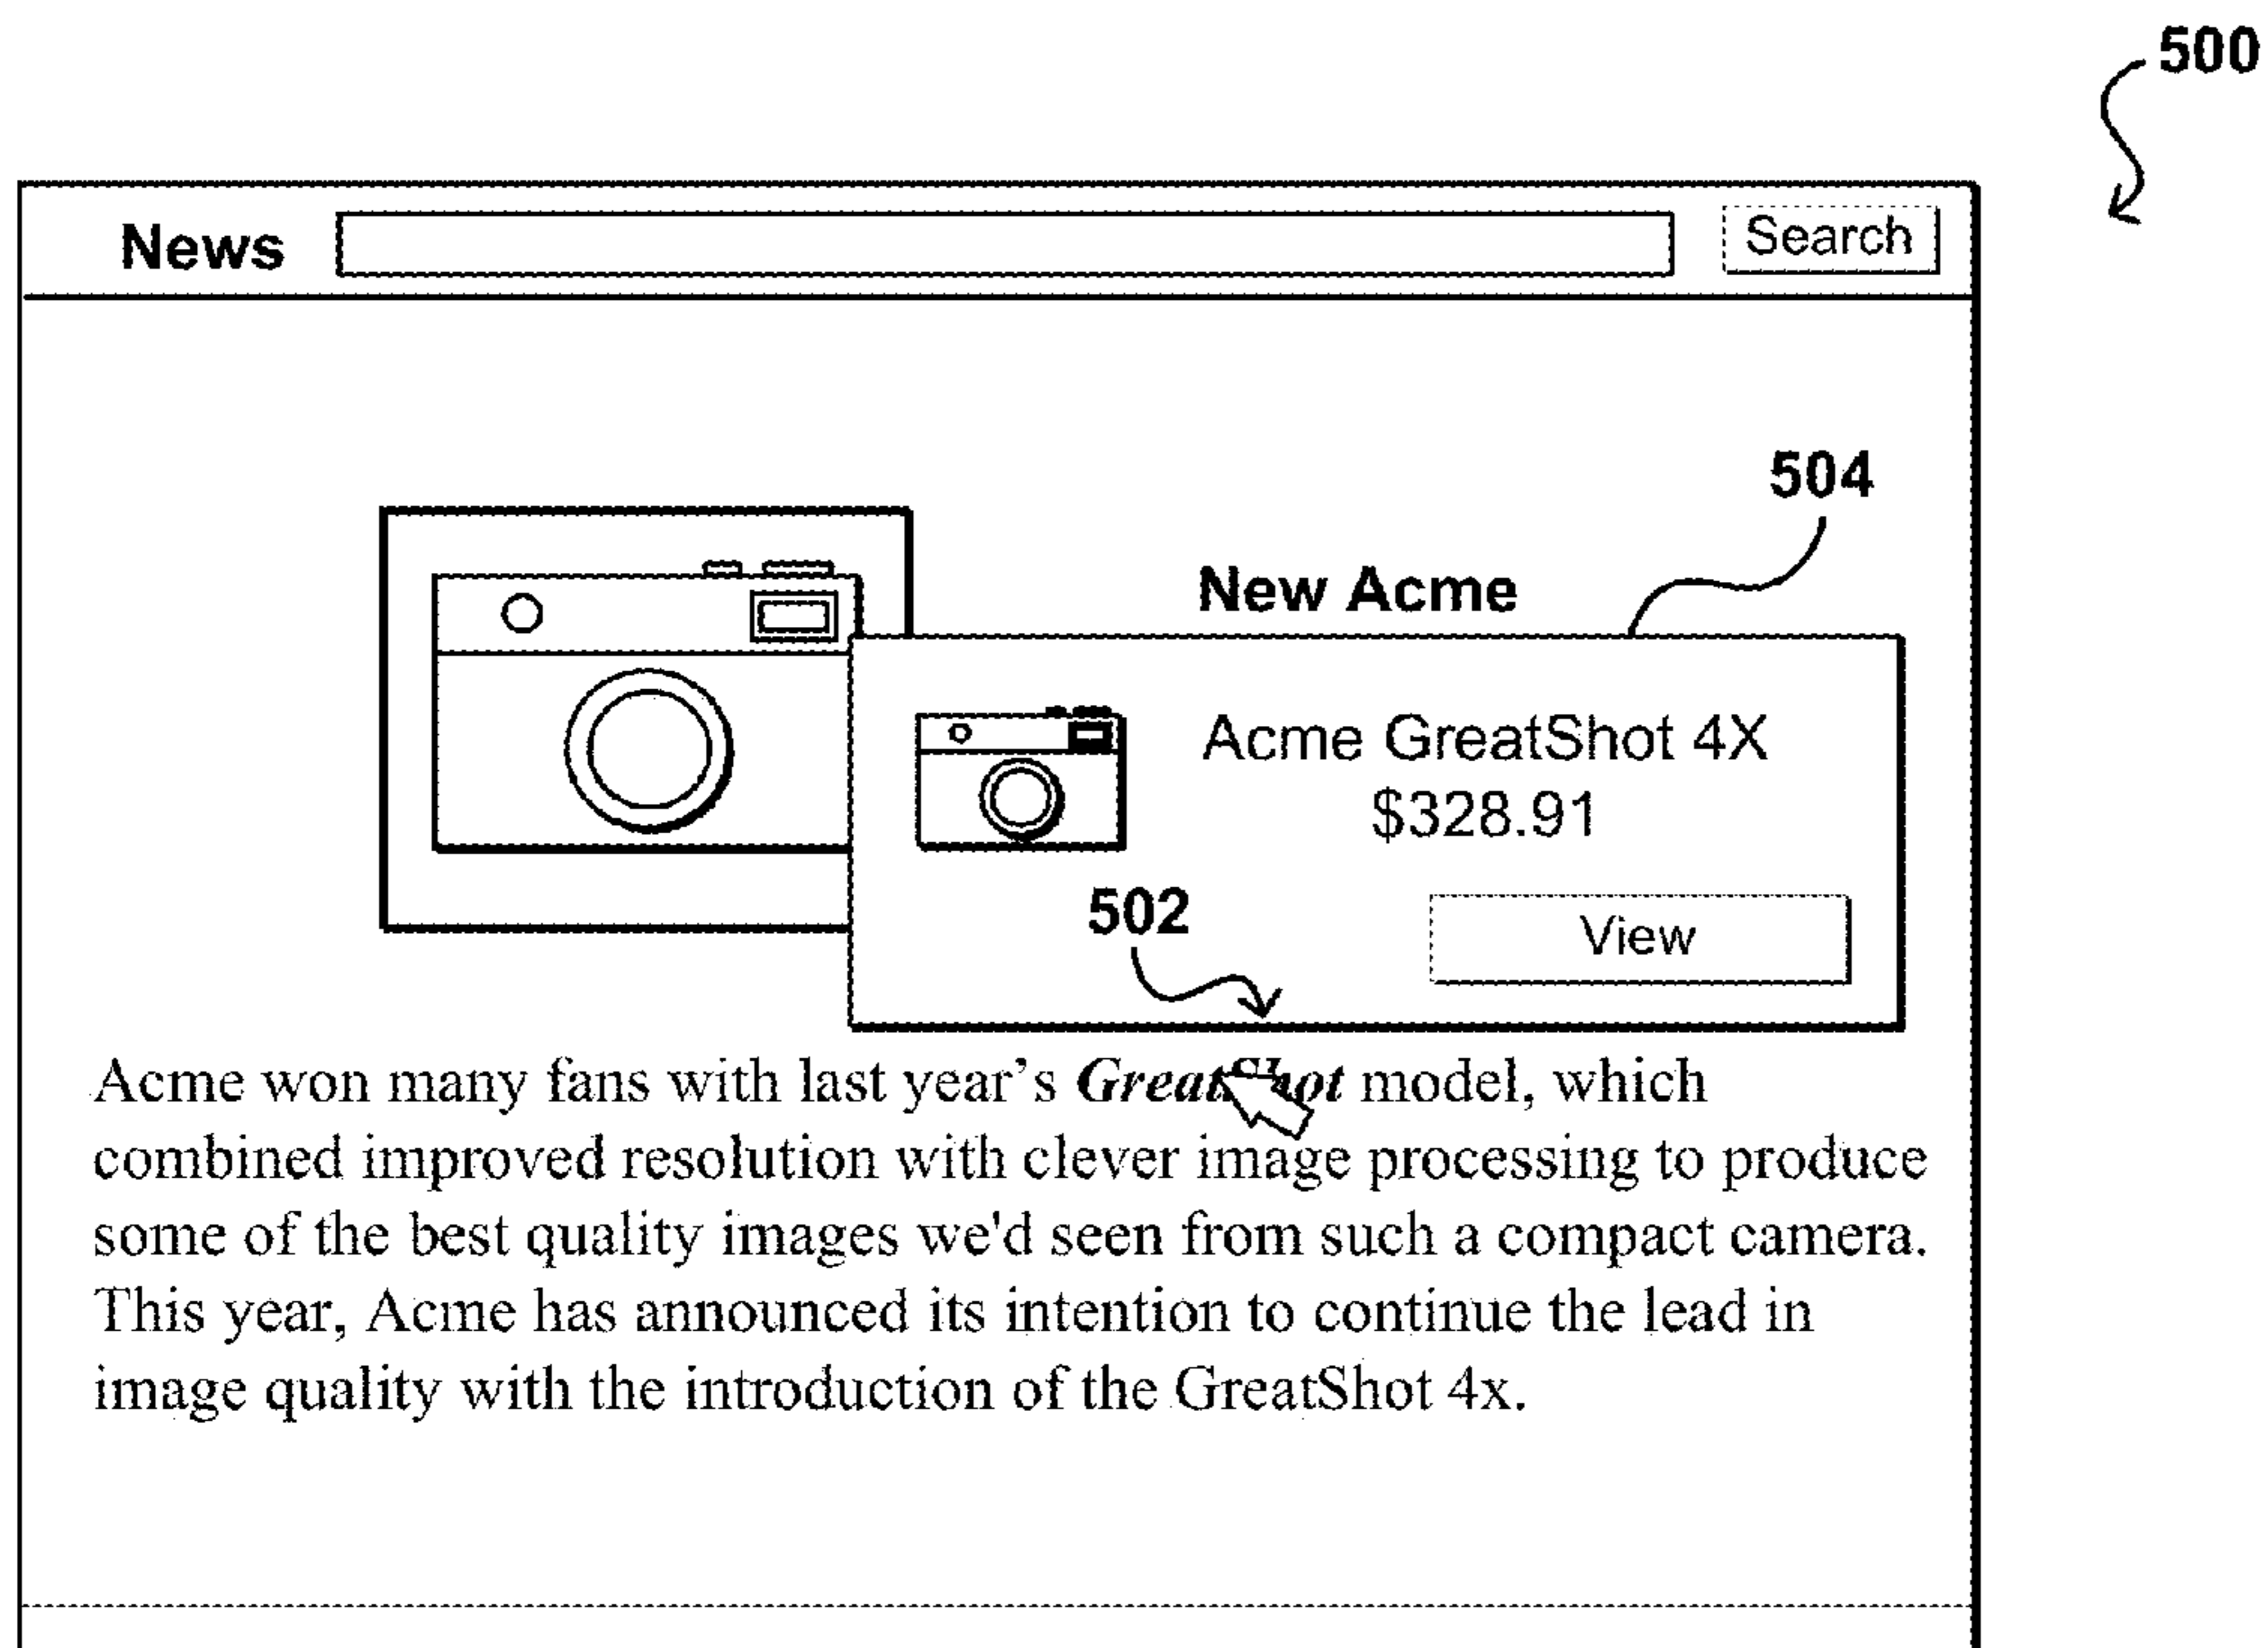 500
News
Search
504
New Acme
Acme GreatShot 4X
$328.91
502
View
Acme won many fans with last year's model, which
combined improved resolution with clever image processing to produce
some of the best quality images we'd seen from such a compact camera.
This year, Acme has announced its intention to continue the lead in
image quality with the introduction of the GreatShot 4x.